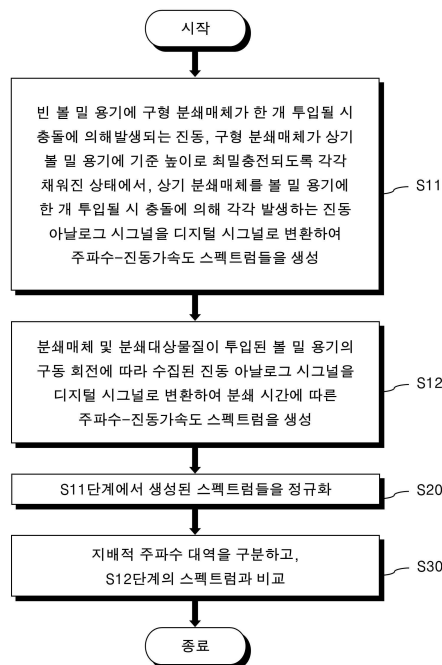 시작
빈 볼 밀 용기에 구형 분쇄매체가 한 개 투입될 시
충돌에 의해발생되는 진동, 구형 분쇄매체가 상기
볼 밀 용기에 기준 높이로 최밀충전되도록 각각
채워진 상태에서, 상기 분쇄매체를 볼 밀 용기에
한 개 투입될 시 충돌에 의해 각각 발생하는 진동
아날로그 시그널을 디지털 시그널로 변환하여
주파수-진동가속도 스펙트럼들을 생성
S11
분쇄매체 및 분쇄대상물질이 투입된 볼 밀 용기의
구동 회전에 따라 수집된 진동 아날로그 시그널을
디지털 시그널로 변환하여 분쇄 시간에 따른
주파수-진동가속도 스펙트럼을 생성
S12
S11단계에서 생성된 스펙트럼들을 정규화
S20
지배적 주파수 대역을 구분하고,
S12단계의 스펙트럼과 비교
S30
종료